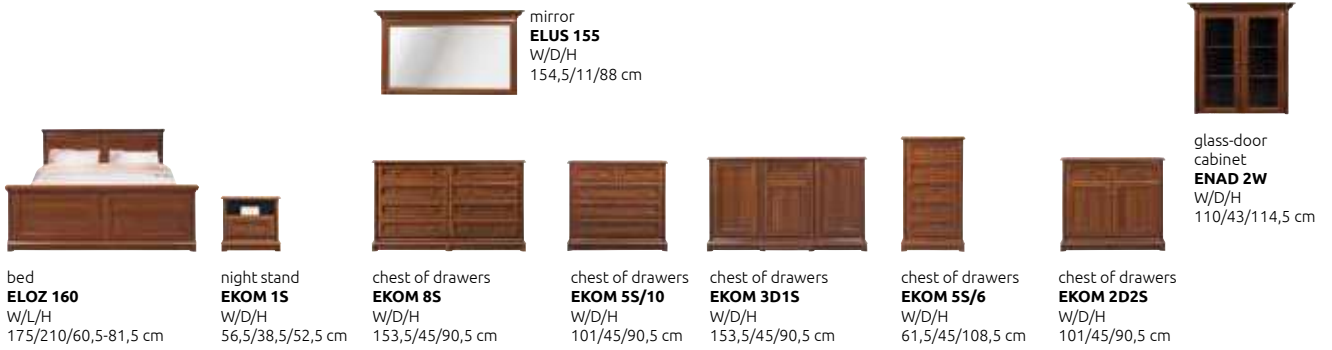 mirror
ELUS 155
W/D/H
154,5/11/88 cm
glass-door
cabinet
ENAD 2W
W/D/H
110/43/114,5 cm
bed
ELOZ 160
W/L/H
175/210/60,5-81,5 cm
night stand
EKOM 1S
W/D/H
56,5/38,5/52,5 cm
chest of drawers
EKOM 8S
W/D/H
153,5/45/90,5 cm
chest of drawers
EKOM 5S/10
W/D/H
101/45/90,5 cm
chest of drawers
EKOM 3D1S
W/D/H
153,5/45/90,5 cm
chest of drawers
EKOM 5S/6
W/D/H
61,5/45/108,5 cm
chest of drawers
EKOM 2D2S
W/D/H
101/45/90,5 cm